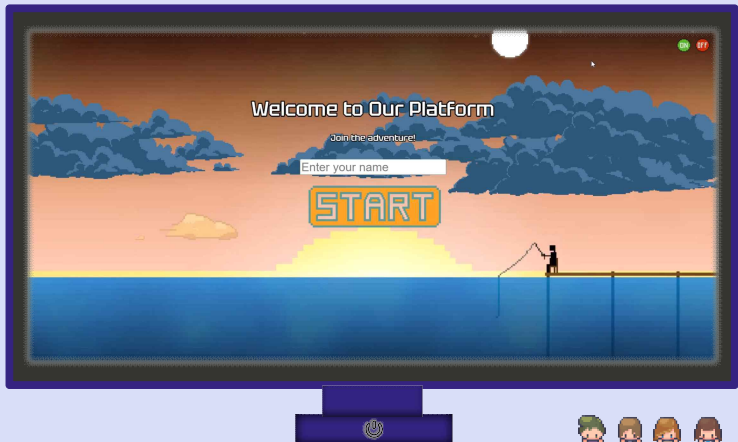 ON OFF
Welcome to Our Platform
Join the adventure!
Enter your name
START